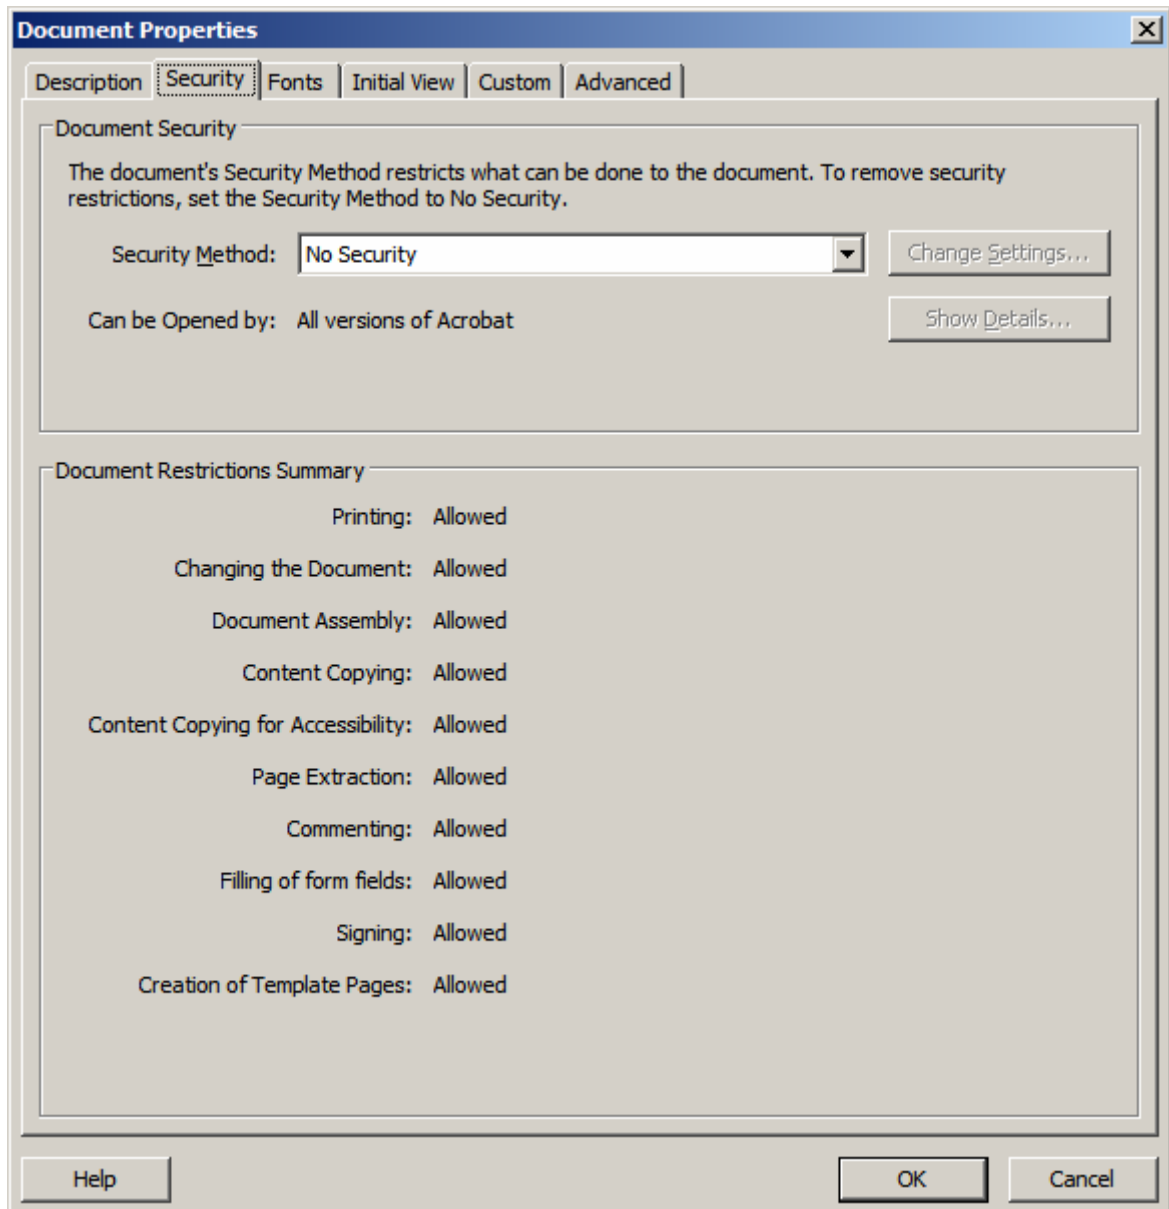 Document Properties
Description Security Fonts Initial View Custom Advanced
Document Security
The document's Security Method restricts what can be done to the document. To remove security
restrictions, set the Security Method to No Security.
Security Method: No Security Change Settings...
Can be Opened by: All versions of Acrobat Show Details...
Document Restrictions Summary
Printing: Allowed
Changing the Document: Allowed
Document Assembly: Allowed
Content Copying: Allowed
Content Copying for Accessibility: Allowed
Page Extraction: Allowed
Commenting: Allowed
Filling of form fields: Allowed
Signing: Allowed
Creation of Template Pages: Allowed
Help OK Cancel